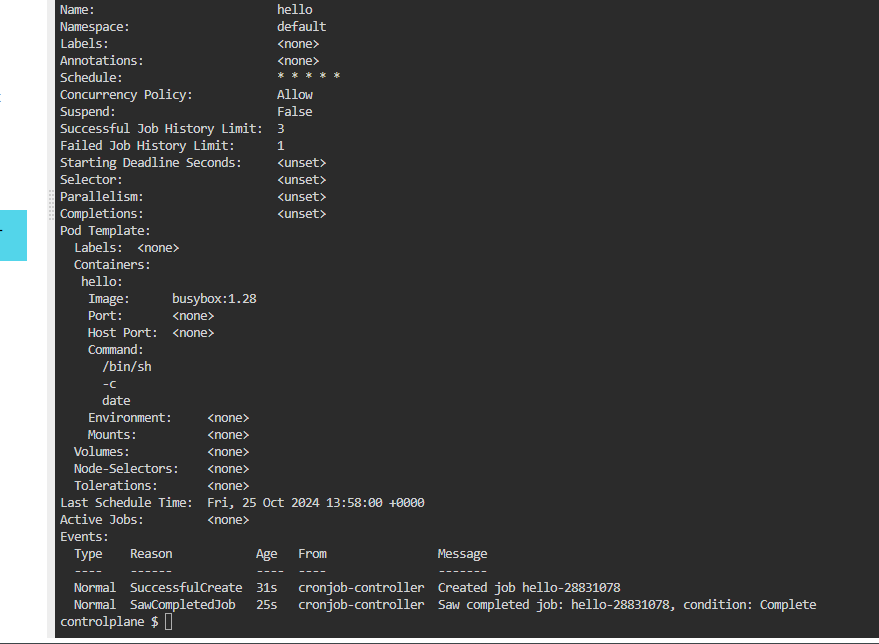 Name:                          hello
Namespace:                     default
Labels:                        <none>
Annotations:                   <none>
Schedule:                      * * * * *
Concurrency Policy:            Allow
Suspend:                       False
Successful Job History Limit:  3
Failed Job History Limit:      1
Starting Deadline Seconds:     <unset>
Selector:                      <unset>
Parallelism:                   <unset>
Completions:                   <unset>
Pod Template:
  Labels:  <none>
  Containers:
   hello:
    Image:      busybox:1.28
    Port:       <none>
    Host Port:  <none>
    Command:
      /bin/sh
      -c
      date
    Environment:     <none>
    Mounts:          <none>
  Volumes:           <none>
  Node-Selectors:    <none>
  Tolerations:       <none>
Last Schedule Time:  Fri, 25 Oct 2024 13:58:00 +0000
Active Jobs:         <none>
Events:
  Type    Reason            Age   From                Message
  ----    ------            ----  ----                -------
  Normal  SuccessfulCreate  31s   cronjob-controller  Created job hello-28831078
  Normal  SawCompletedJob   25s   cronjob-controller  Saw completed job: hello-28831078, condition: Complete
controlplane $